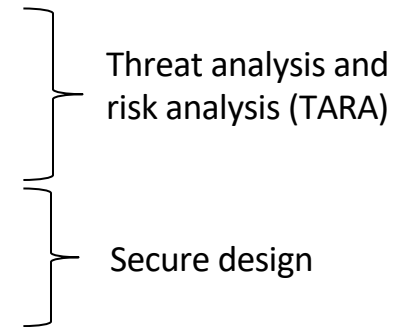 Threat analysis and
risk analysis (TARA)
Secure design